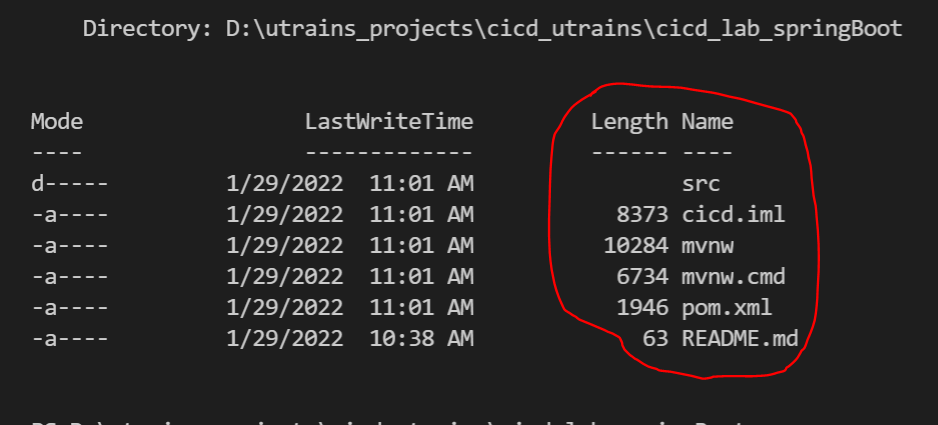 Directory: D:\utrains_projects\cicd_utrains\cicd_lab_springBoot
Mode LastWriteTime Length Name
---- ------------- ------ ----
d----- 1/29/2022 11:01 AM src
-a---- 1/29/2022 11:01 AM 8373 cicd.iml
-a---- 1/29/2022 11:01 AM 10284 mvnw
-a---- 1/29/2022 11:01 AM 6734 mvnw.cmd
-a---- 1/29/2022 11:01 AM 1946 pom.xml
-a---- 1/29/2022 10:38 AM 63 README.md